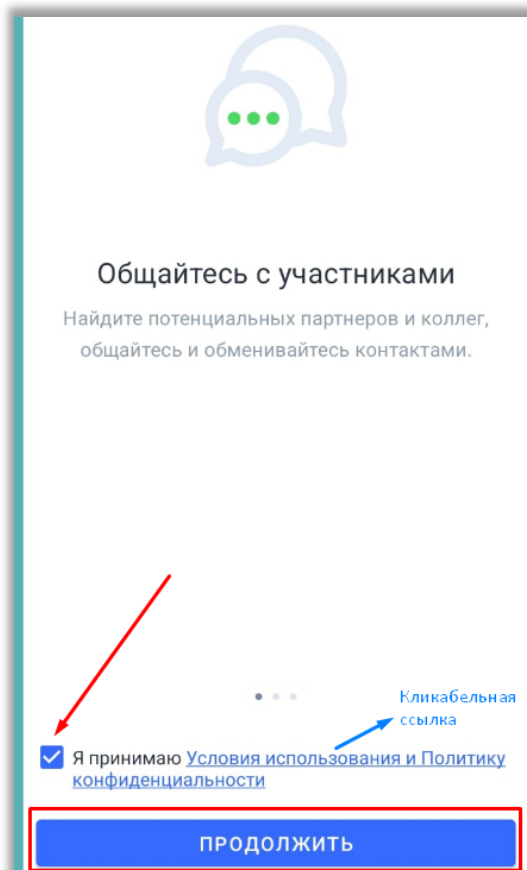 Общайтесь с участниками
Найдите потенциальных партнеров и коллег,
общайтесь и обменивайтесь контактами.
Кликабельная
ссылка
Я принимаю Условия использования и Политику
конфиденциальности
ПРОДОЛЖИТЬ